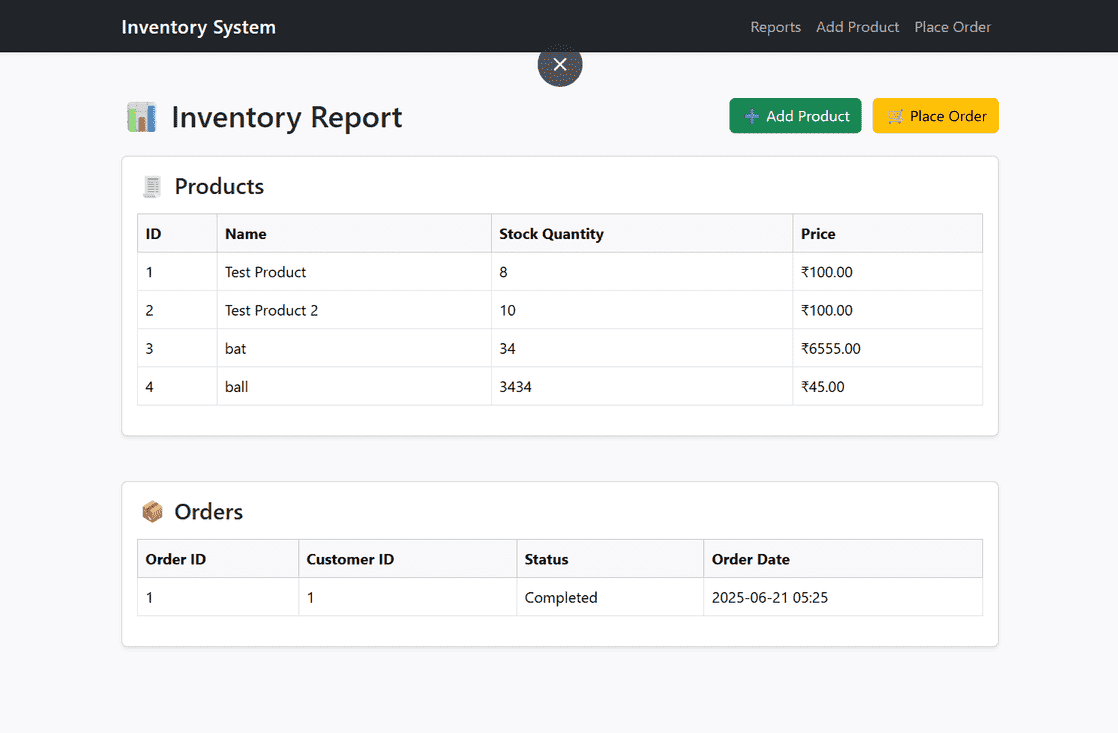 Inventory System Reports Add Product Place Order
Inventory Report Add Product Place Order
Products
ID Name Stock Quantity Price
1 Test Product 8 ₹100.00
2 Test Product 2 10 ₹100.00
3 bat 34 ₹6555.00
4 ball 3434 ₹45.00
Orders
Order ID Customer ID Status Order Date
1 1 Completed 2025-06-21 05:25